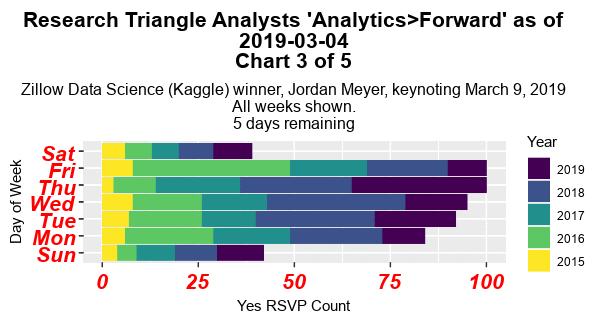 Research Triangle Analysts 'Analytics>Forward' as of
2019-03-04
Chart 3 of 5
Zillow Data Science (Kaggle) winner, Jordan Meyer, keynoting March 9, 2019
All weeks shown.
5 days remaining
Day of Week
Sat
Fri
Thu
Wed
Tue
Mon
Sun
0 25 50 75 100
Yes RSVP Count
Year
2019
2018
2017
2016
2015